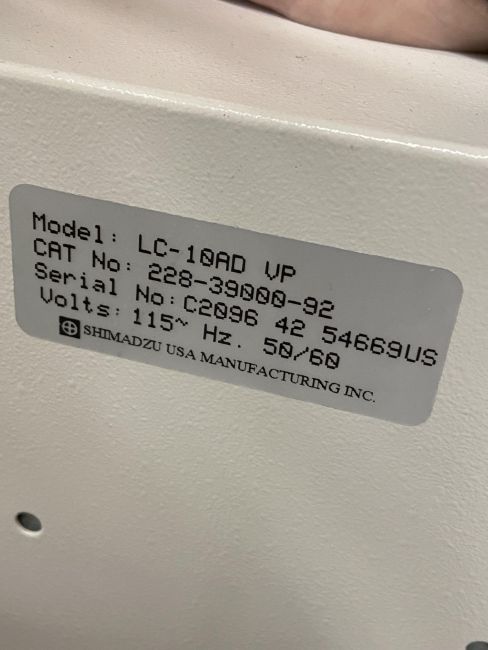 Model: LC-10AD VP
CAT No: 228-39000-92
Serial No: C2096 42 54669US
Volts: 115~ Hz. 50/60
SHIMADZU USA MANUFACTURING INC.